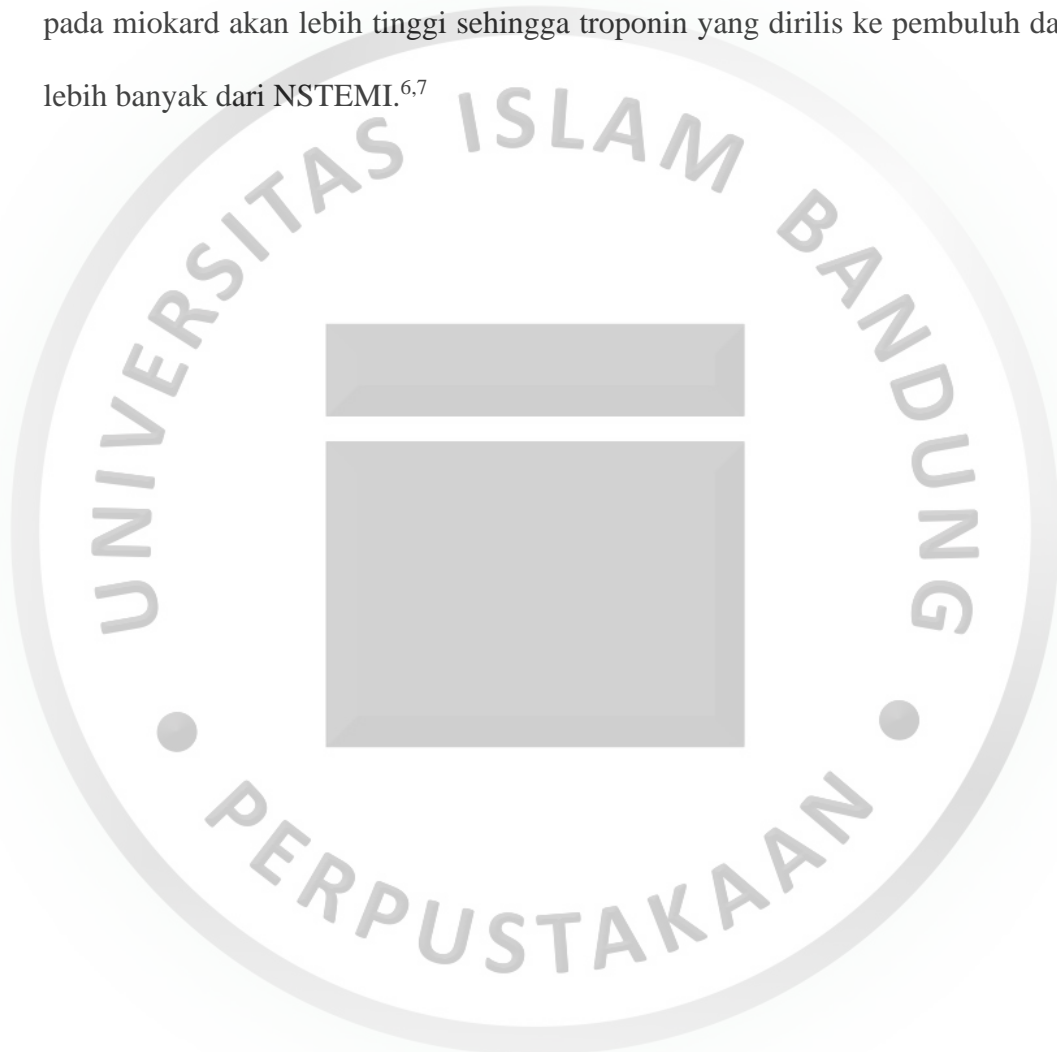 pada miokard akan lebih tinggi sehingga troponin yang dirilis ke pembuluh da
lebih banyak dari NSTEMI.6,7
UNIVERSITAS ISLAM BANDUNG
• PERPUSTAKAAN •